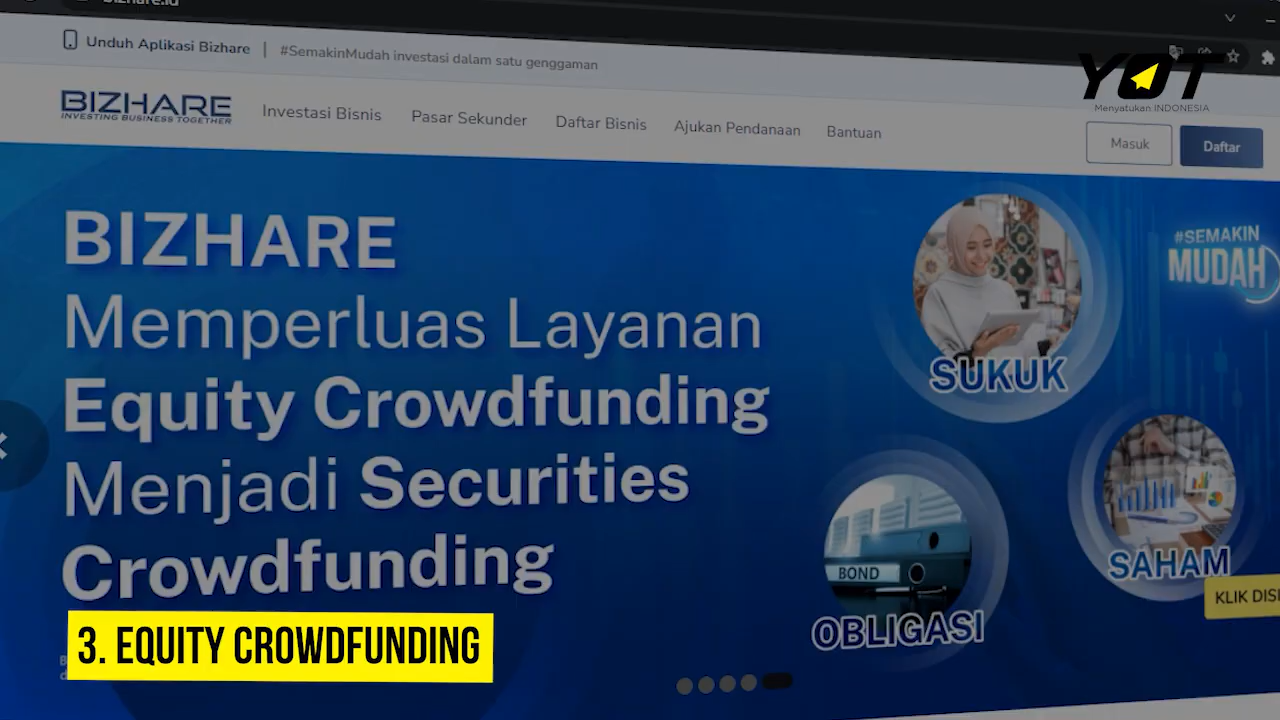 bizhare.id
Unduh Aplikasi Bizhare | #SemakinMudah investasi dalam satu genggaman
YOT
Menyatukan INDONESIA
BIZHARE
INVESTING BUSINESS TOGETHER
Investasi Bisnis Pasar Sekunder Daftar Bisnis Ajukan Pendanaan Bantuan
Masuk Daftar
BIZHARE
Memperluas Layanan
Equity Crowdfunding
Menjadi Securities
Crowdfunding
#SEMAKIN
MUDAH
SUKUK
BOND
OBLIGASI
SAHAM
KLIK
3. EQUITY CROWDFUNDING